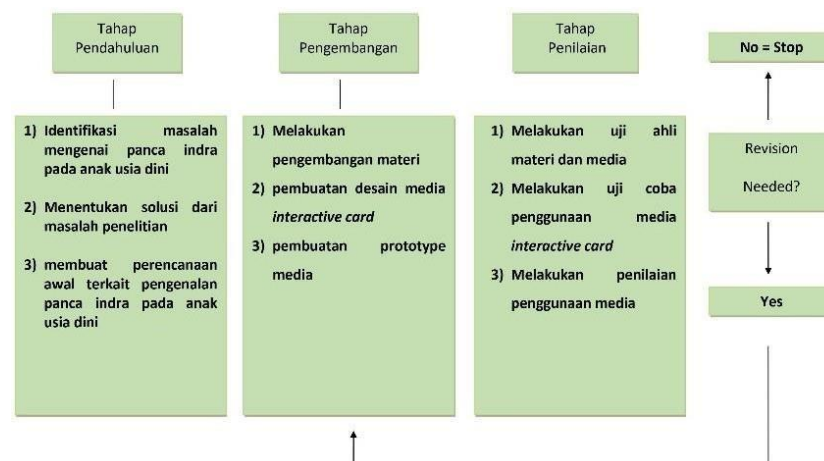 Tahap
Pendahuluan
1) Identifikasi masalah
mengenai panca indra
pada anak usia dini
2) Menentukan solusi dari
masalah penelitian
3) membuat perencanaan
awal terkait pengenalan
panca indra pada anak
usia dini
Tahap
Pengembangan
1) Melakukan
pengembangan materi
2) pembuatan desain media
interactive card
3) pembuatan prototype
media
Tahap
Penilaian
1) Melakukan uji ahli
materi dan media
2) Melakukan uji coba
penggunaan media
interactive card
3) Melakukan penilaian
penggunaan media
No = Stop
Revision
Needed?
Yes